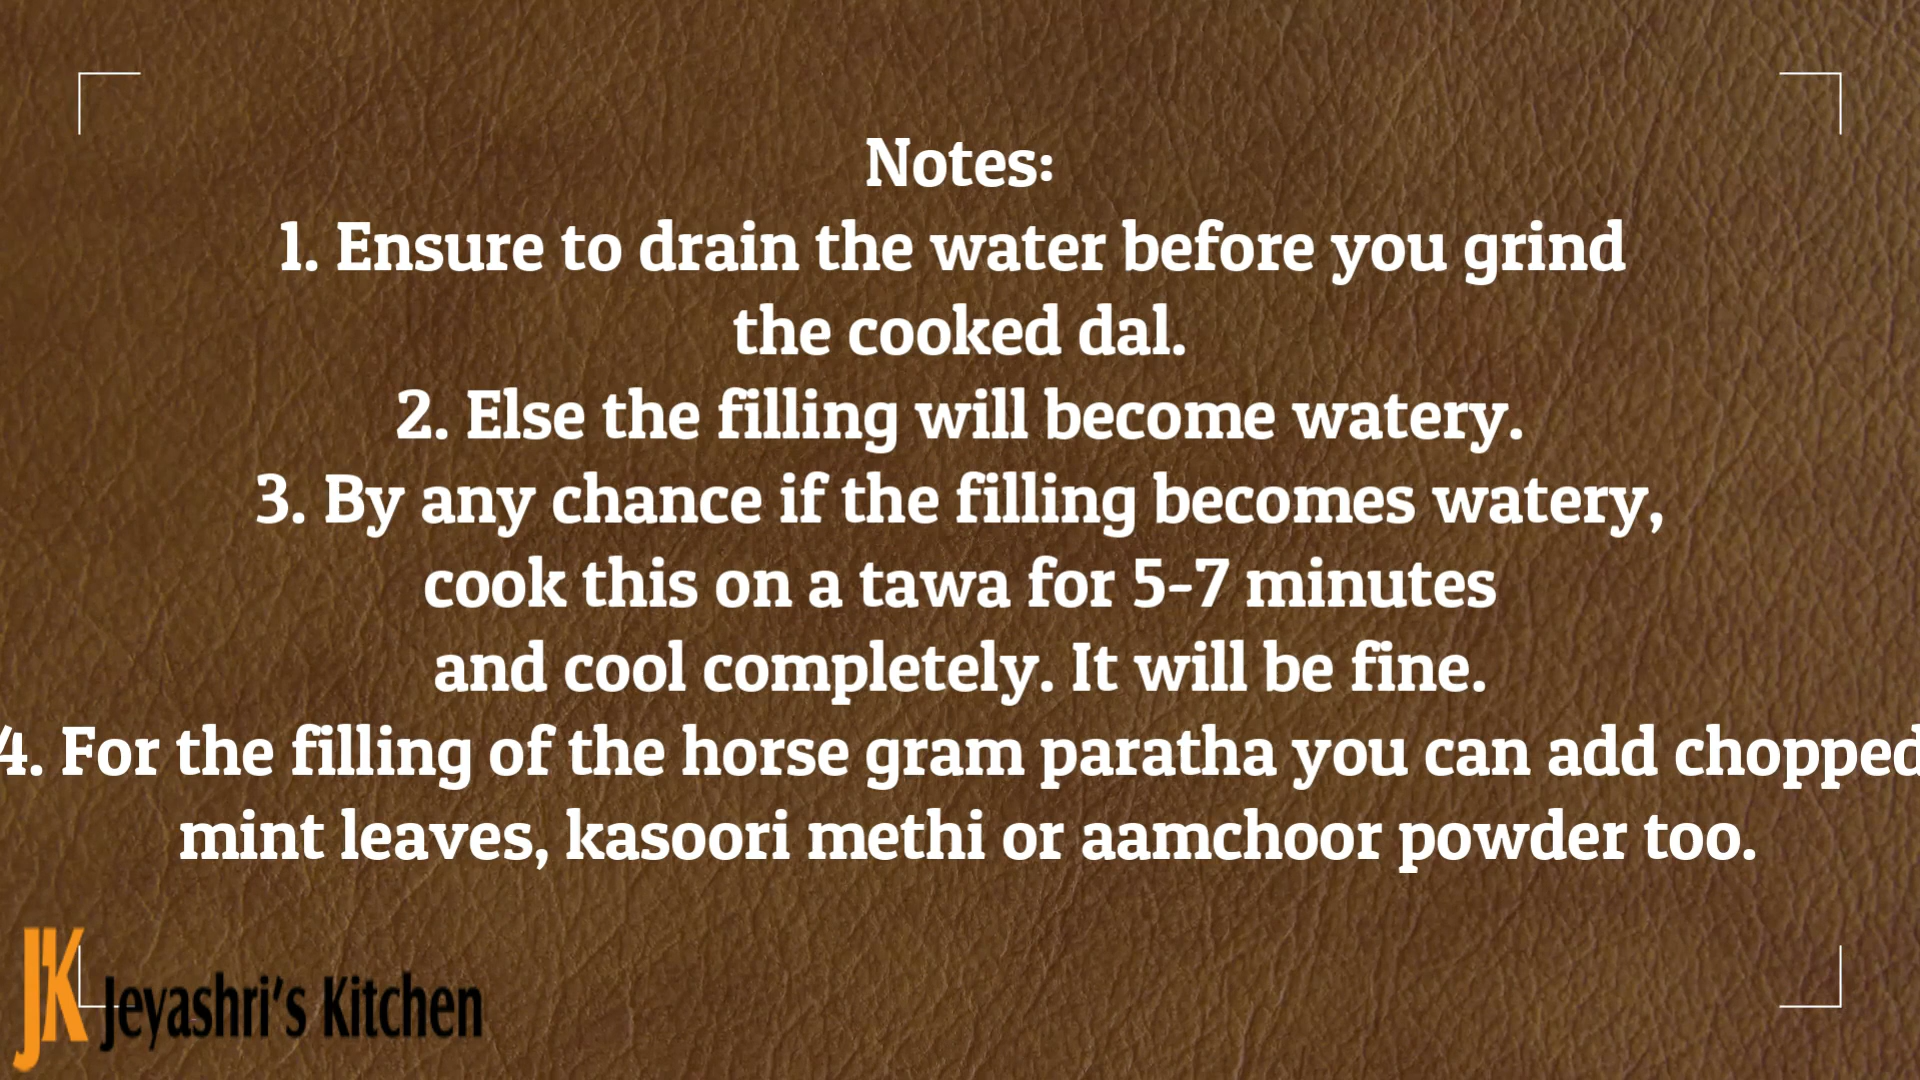 Notes:
1. Ensure to drain the water before you grind
the cooked dal.
2. Else the filling will become watery.
3. By any chance if the filling becomes watery,
cook this on a tawa for 5-7 minutes
and cool completely. It will be fine.
4. For the filling of the horse gram paratha you can add chopped
mint leaves, kasoori methi or aamchoor powder too.
JK Jeyashri's Kitchen